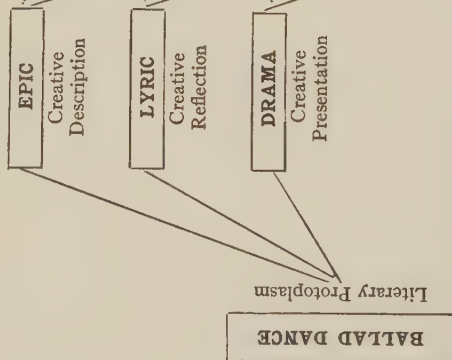 EPIC
Creative
Description
LYRIC
Creative
Reflection
DRAMA
Creative
Presentation
Literary Protoplasm
BALLAD DANCE